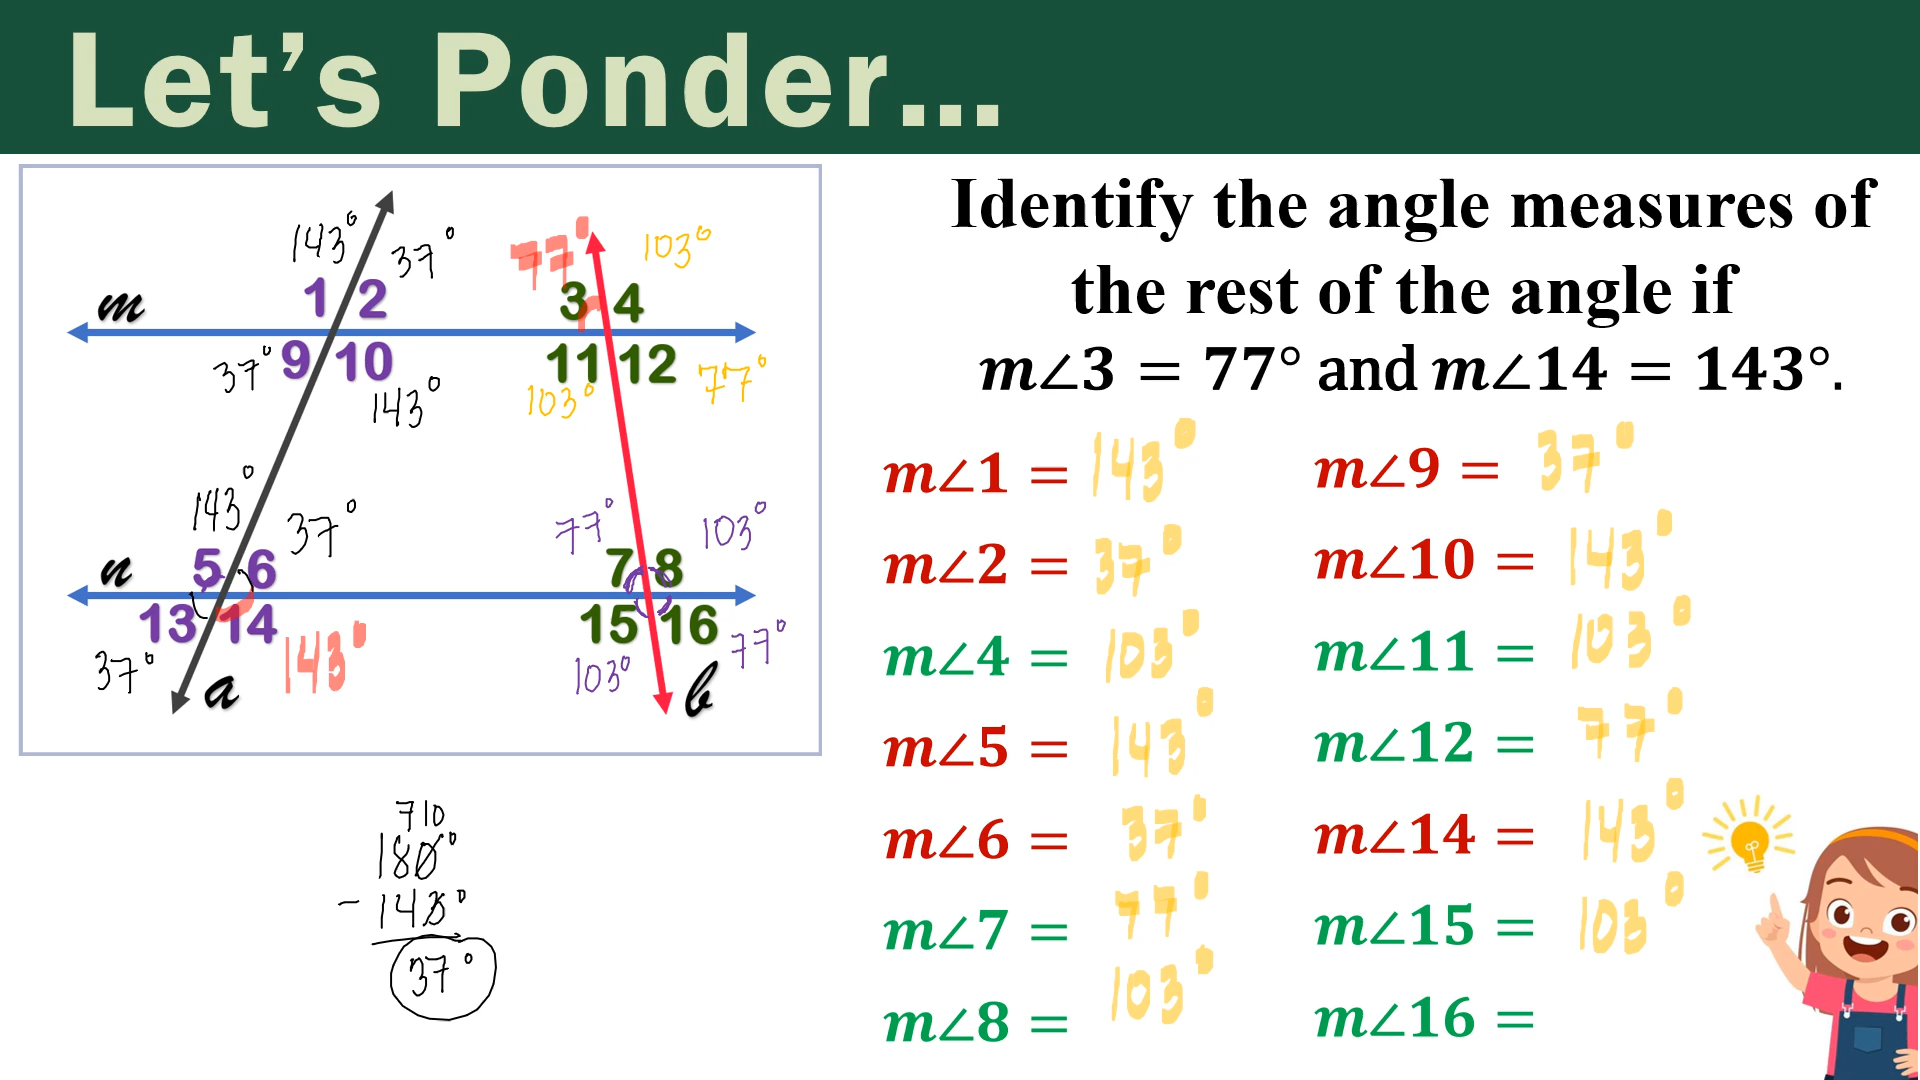 Let's Ponder...
Identify the angle measures of
the rest of the angle if
m∠3 = 77° and m∠14 = 143°.
143° 37° 77° 103°
1 2 3 4
m
9 10 11 12
37° 143° 103° 77°
143° 37° 77° 103°
n 5 6 7 8
13 14 15 16
37° 143° 103° 77°
a b
7 10
180°
- 143°
37°
m∠1 = 143°
m∠2 = 37°
m∠4 = 103°
m∠5 = 143°
m∠6 = 37°
m∠7 = 77°
m∠8 = 103°
m∠9 = 37°
m∠10 = 143°
m∠11 = 103°
m∠12 = 77°
m∠14 = 143°
m∠15 = 103°
m∠16 =